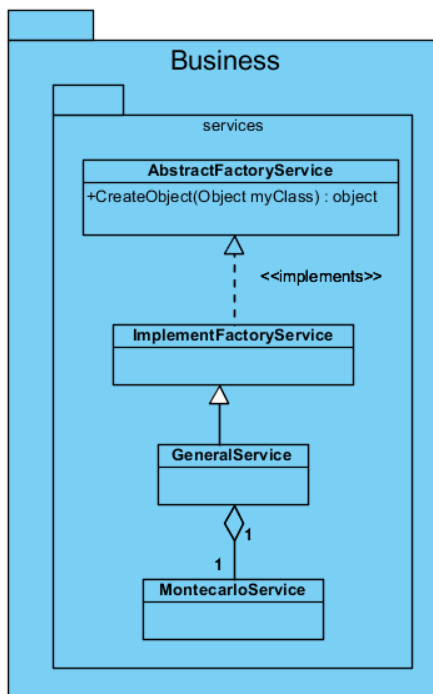 Business
services
AbstractFactoryService
+CreateObject(Object myClass) : object
<<implements>>
ImplementFactoryService
GeneralService
1
1
MontecarloService